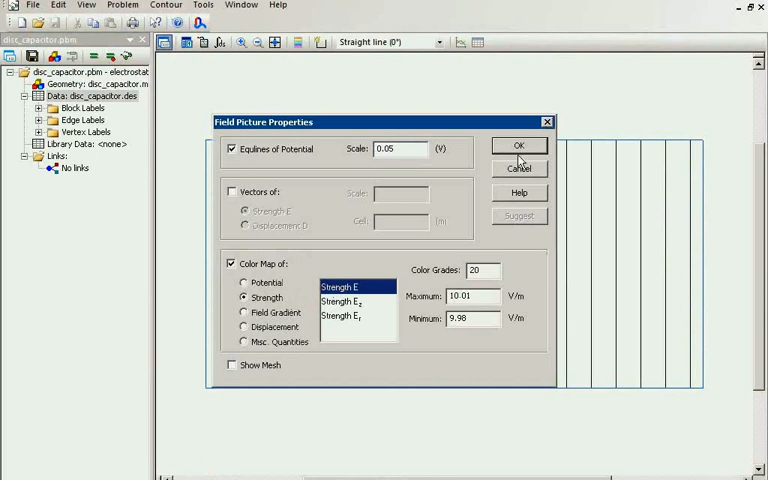 File Edit View Problem Contour Tools Window Help
Straight line (0°)
disc_capacitor.pbm
disc_capacitor.pbm - electrostat
Geometry: disc_capacitor.m
Data: disc_capacitor.des
Block Labels
Edge Labels
Vertex Labels
Library Data: <none>
Links:
No links
Field Picture Properties
Equlines of Potential Scale: 0.05 (V)
OK
Cancel
Help
Suggest
Vectors of: Scale:
Strength E
Displacement D Cell: (m)
Color Map of: Color Grades: 20
Potential
Strength
Field Gradient
Displacement
Misc. Quantities
Strength E
Strength Ez
Strength Er
Maximum: 10.01 V/m
Minimum: 9.98 V/m
Show Mesh